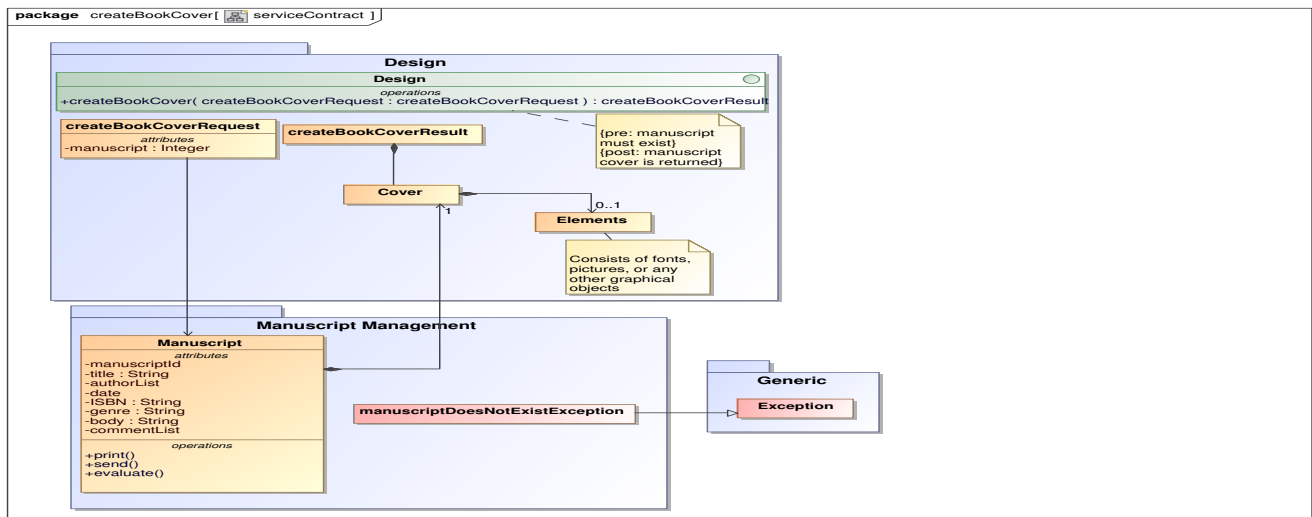 package createBookCover[ serviceContract ]
Design
Design
operations
+createBookCover( createBookCoverRequest : createBookCoverRequest ) : createBookCoverResult
createBookCoverRequest
attributes
-manuscript : Integer
createBookCoverResult
{pre: manuscript
must exist}
{post: manuscript
cover is returned}
Cover
1
0..1
Elements
Consists of fonts,
pictures, or any
other graphical
objects
Manuscript Management
Manuscript
attributes
-manuscriptId
-title : String
-authorList
-date
-ISBN : String
-genre : String
-body : String
-commentList
operations
+print()
+send()
+evaluate()
manuscriptDoesNotExistException
Generic
Exception